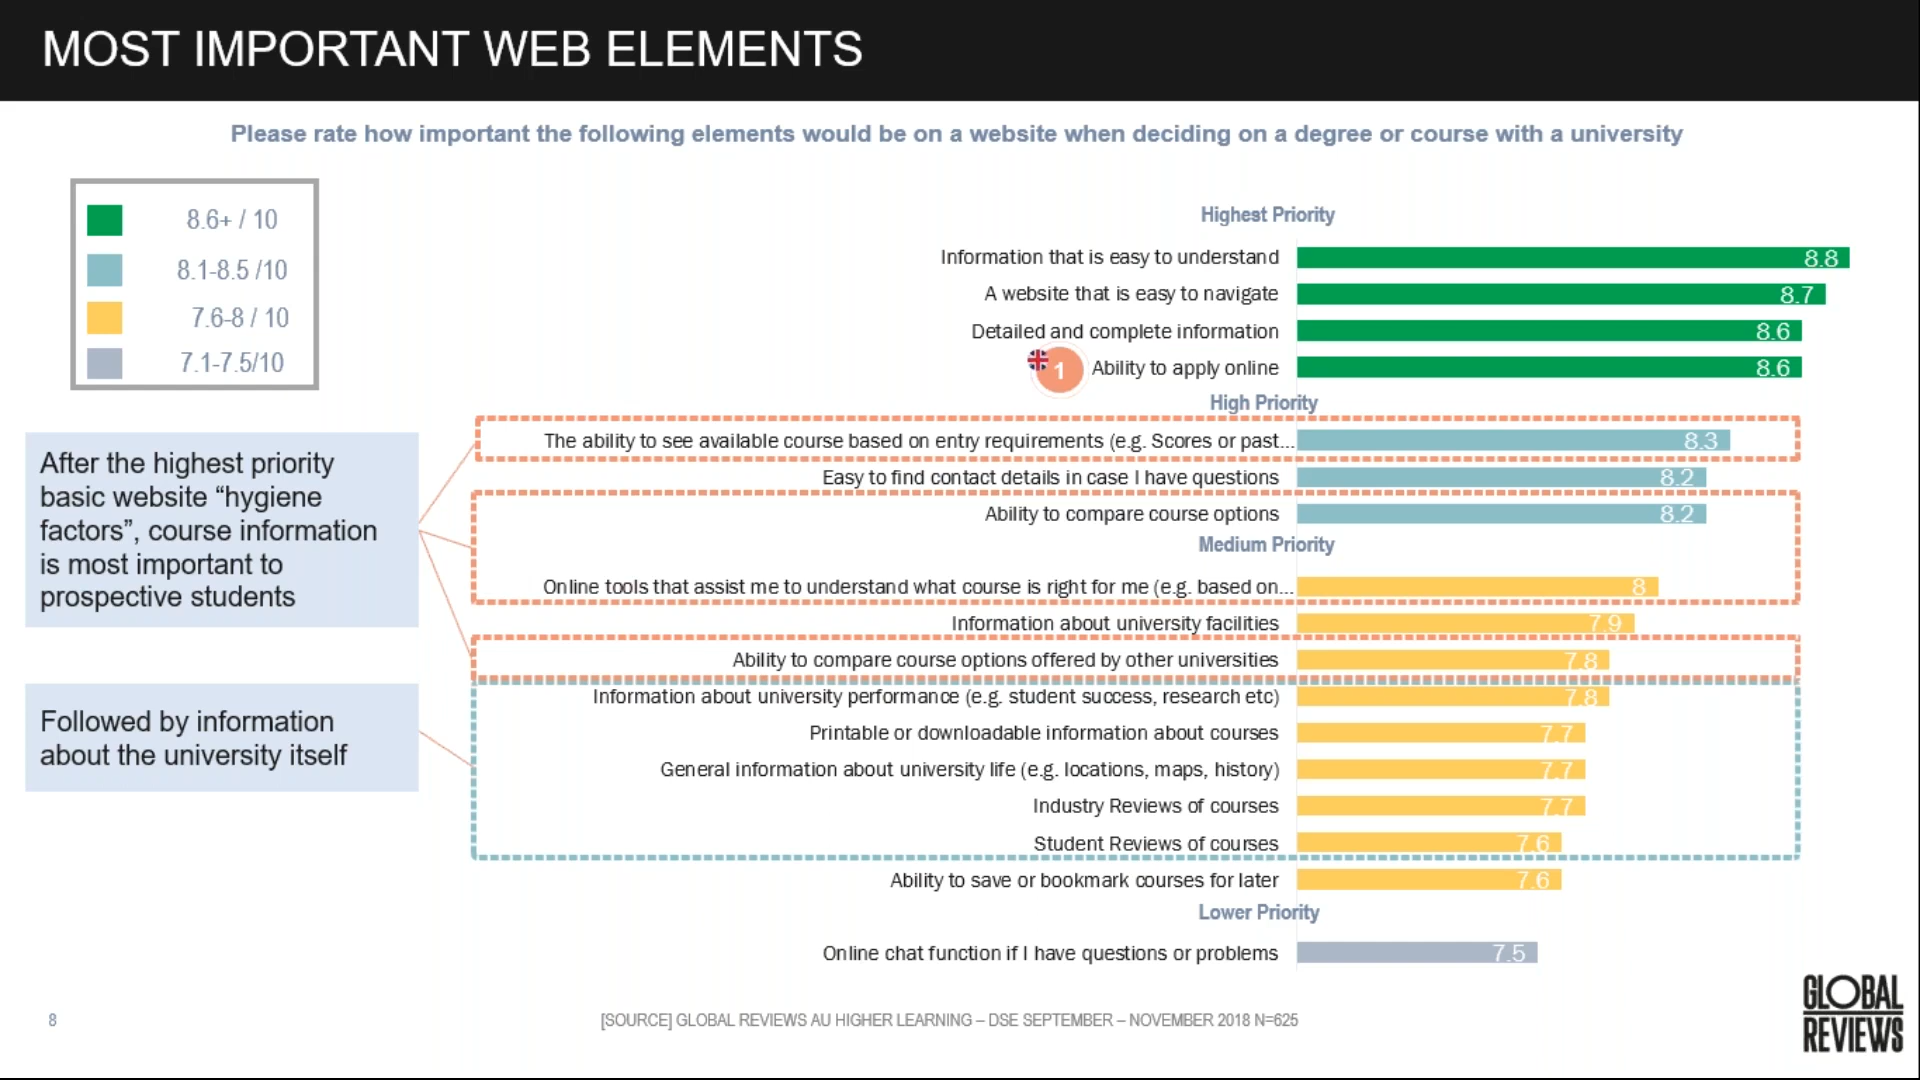 MOST IMPORTANT WEB ELEMENTS
Please rate how important the following elements would be on a website when deciding on a degree or course with a university
8.6+ / 10
8.1-8.5 /10
7.6-8 / 10
7.1-7.5/10
After the highest priority
basic website “hygiene
factors”, course information
is most important to
prospective students
Followed by information
about the university itself
Highest Priority
Information that is easy to understand 8.8
A website that is easy to navigate 8.7
Detailed and complete information 8.6
1 Ability to apply online 8.6
High Priority
The ability to see available course based on entry requirements (e.g. Scores or past... 8.3
Easy to find contact details in case I have questions 8.2
Ability to compare course options 8.2
Medium Priority
Online tools that assist me to understand what course is right for me (e.g. based on... 8
Information about university facilities 7.9
Ability to compare course options offered by other universities 7.8
Information about university performance (e.g. student success, research etc) 7.8
Printable or downloadable information about courses 7.7
General information about university life (e.g. locations, maps, history) 7.7
Industry Reviews of courses 7.7
Student Reviews of courses 7.6
Ability to save or bookmark courses for later 7.6
Lower Priority
Online chat function if I have questions or problems 7.5
8
[SOURCE] GLOBAL REVIEWS AU HIGHER LEARNING – DSE SEPTEMBER – NOVEMBER 2018 N=625
GLOBAL
REVIEWS